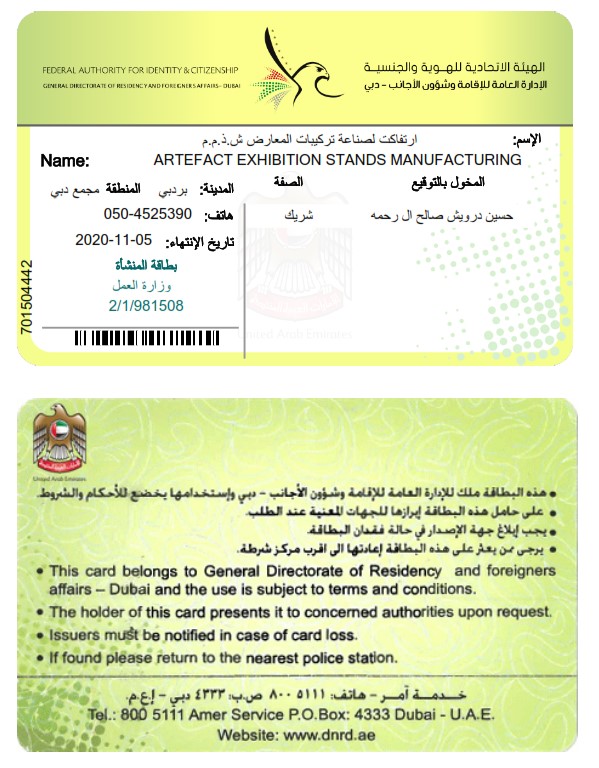 الهيئة الاتحادية للهوية والجنسية
الإدارة العامة للإقامة وشؤون الأجانب – دبي
FEDERAL AUTHORITY FOR IDENTITY & CITIZENSHIP
GENERAL DIRECTORATE OF RESIDENCY AND FOREIGNERS AFFAIRS– DUBAI
الإسم: ارتفاكت لصناعة تركيبات المعارض ش.ذ.م.م
Name: ARTEFACT EXHIBITION STANDS MANUFACTURING
المخول بالتوقيع الصفة
حسين درويش صالح ال رحمه شريك
المدينة: بردبي المنطقة مجمع دبي
هاتف: 050-4525390
تاريخ الإنتهاء: 2020-11-05
بطاقة المنشأة
وزارة العمل
2/1/981508
701504442
United Arab Emirates
United Arab Emirates
• هذه البطاقة ملك للإدارة العامة للإقامة وشؤون الأجانب – دبي وإستخدامها يخضع للأحكام والشروط.
• على حامل هذه البطاقة إبرازها للجهات المعنية عند الطلب.
• يجب إبلاغ جهة الإصدار في حالة فقدان البطاقة.
• يرجى ممن يعثر على هذه البطاقة إعادتها الى اقرب مركز شرطة.
• This card belongs to General Directorate of Residency and foreigners
affairs – Dubai and the use is subject to terms and conditions.
• The holder of this card presents it to concerned authorities upon request.
• Issuers must be notified in case of card loss.
• If found please return to the nearest police station.
خدمة آمر – هاتف: ٥١١١ ٨٠٠ ص.ب: ٤٣٣٣ دبي – إ.ع.م.
Tel.: 800 5111 Amer Service P.O.Box: 4333 Dubai - U.A.E.
Website: www.dnrd.ae